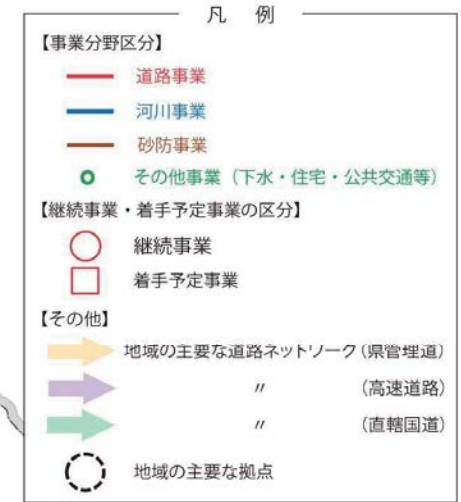 凡 例
【事業分野区分】
道路事業
河川事業
砂防事業
その他事業（下水・住宅・公共交通等）
【継続事業・着手予定事業の区分】
継続事業
着手予定事業
【その他】
地域の主要な道路ネットワーク（県管理道）
〃 （高速道路）
〃 （直轄国道）
地域の主要な拠点